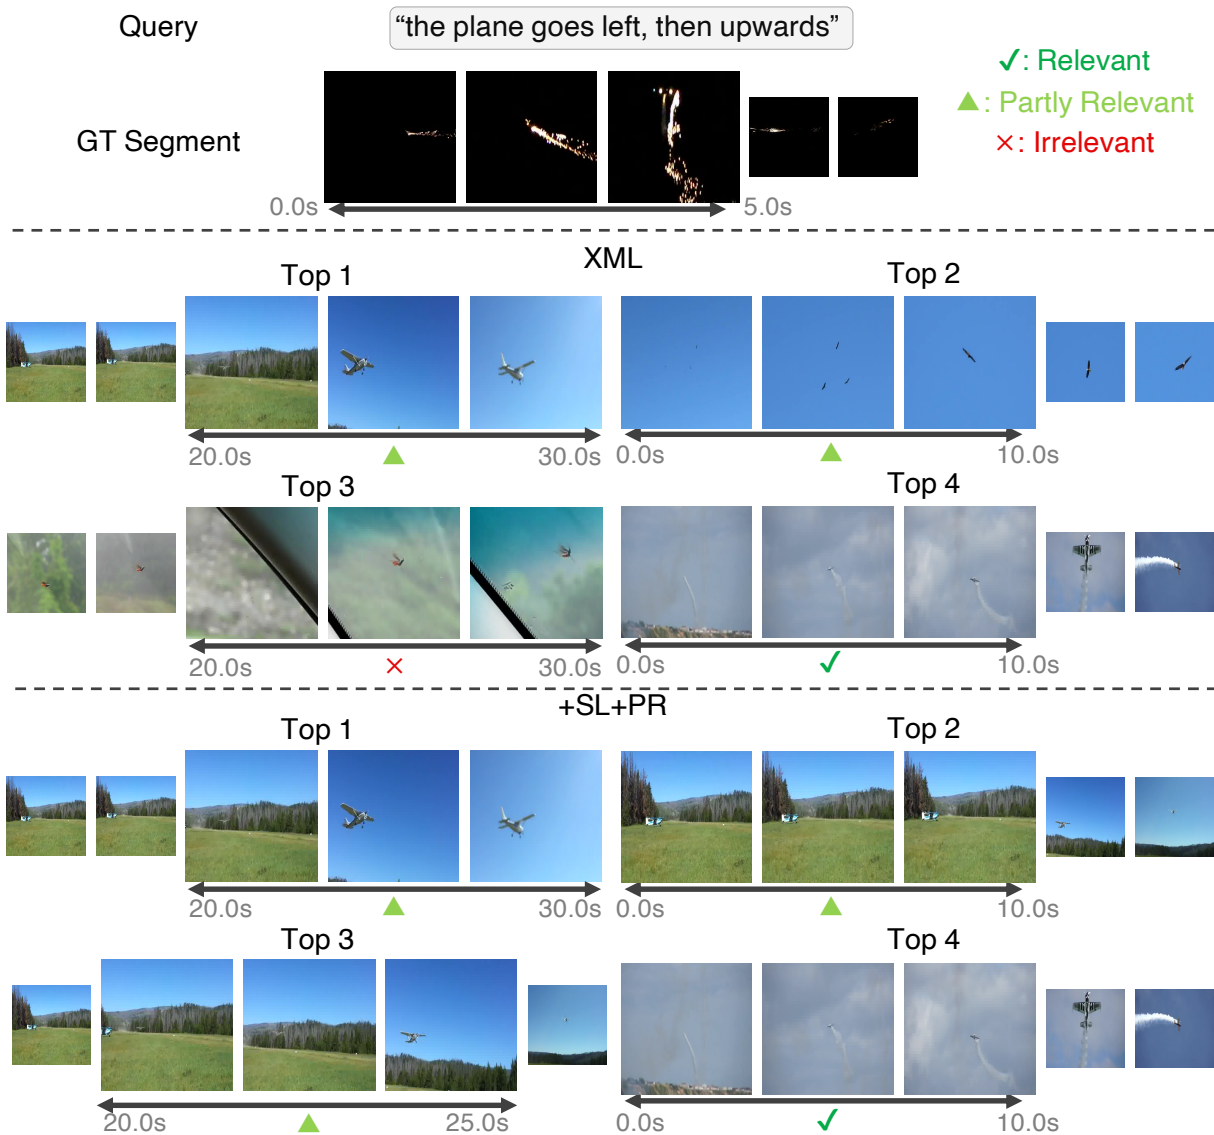 Query
“the plane goes left, then upwards”
✓: Relevant
▲: Partly Relevant
×: Irrelevant
GT Segment
0.0s
5.0s
XML
Top 1
Top 2
20.0s
▲
30.0s
0.0s
▲
10.0s
Top 3
Top 4
20.0s
×
30.0s
0.0s
✓
10.0s
+SL+PR
Top 1
Top 2
20.0s
▲
30.0s
0.0s
▲
10.0s
Top 3
Top 4
20.0s
▲
25.0s
0.0s
✓
10.0s